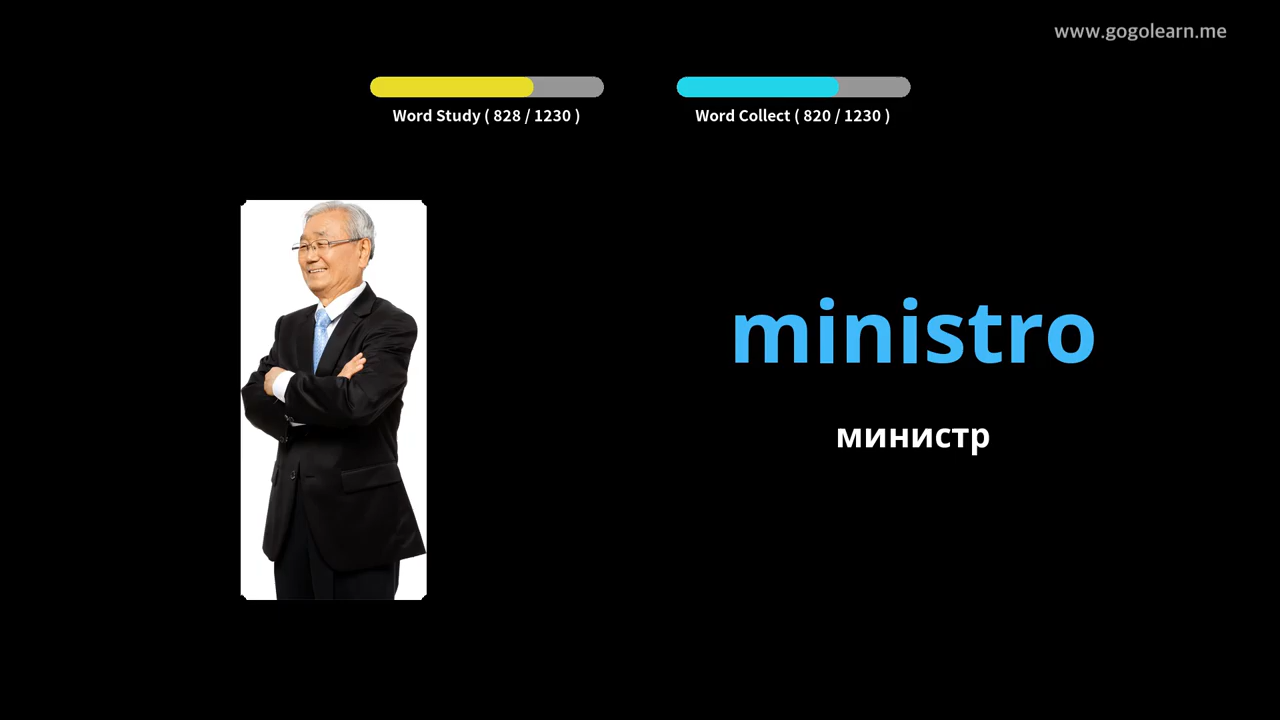 www.gogolearn.me
Word Study ( 828 / 1230 )
Word Collect ( 820 / 1230 )
ministro
министр